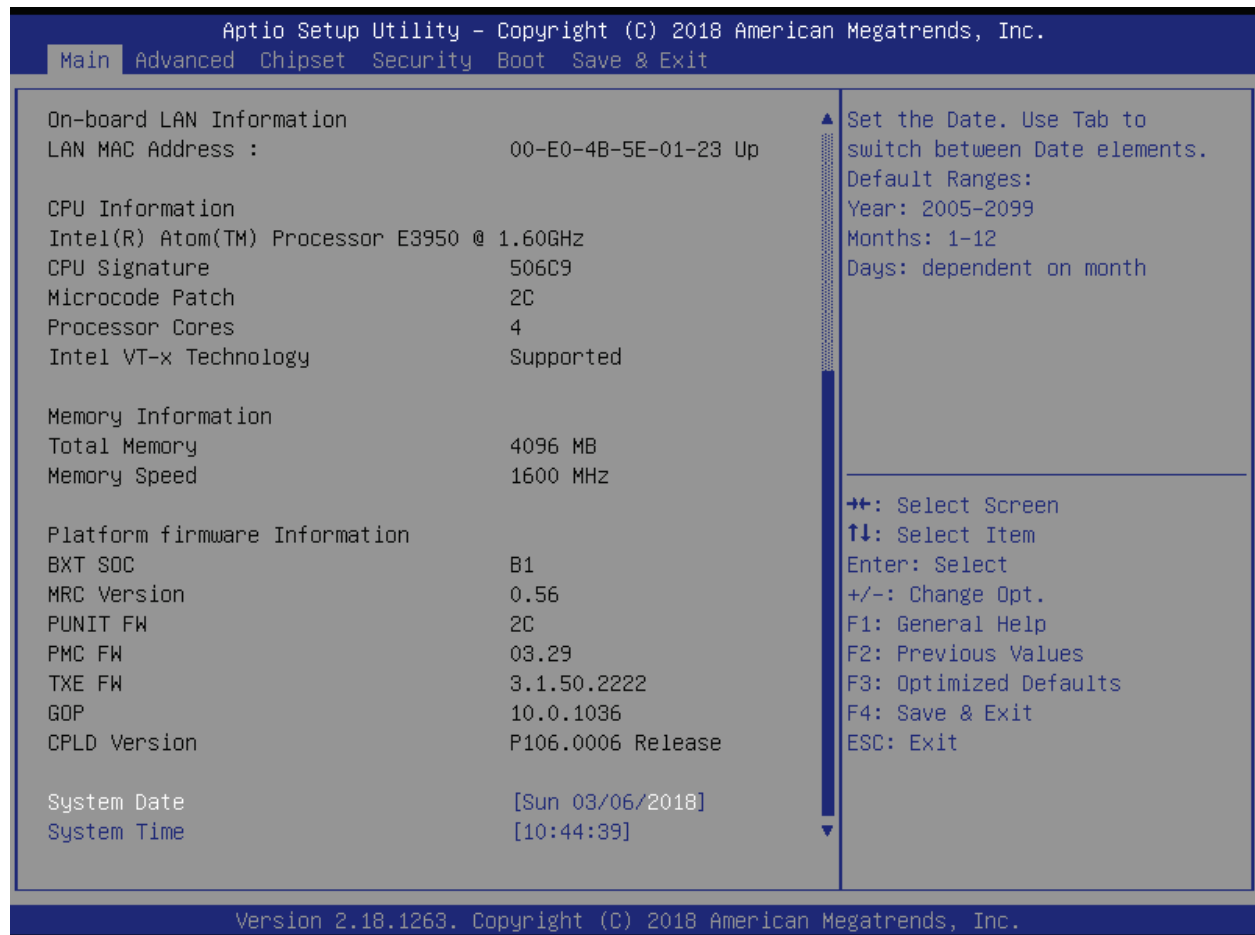 Aptio Setup Utility – Copyright (C) 2018 American Megatrends, Inc.
Main Advanced Chipset Security Boot Save & Exit
On-board LAN Information
LAN MAC Address : 00-E0-4B-5E-01-23 Up
CPU Information
Intel(R) Atom(TM) Processor E3950 @ 1.60GHz
CPU Signature 506C9
Microcode Patch 2C
Processor Cores 4
Intel VT-x Technology Supported
Memory Information
Total Memory 4096 MB
Memory Speed 1600 MHz
Platform firmware Information
BXT SOC B1
MRC Version 0.56
PUNIT FW 2C
PMC FW 03.29
TXE FW 3.1.50.2222
GOP 10.0.1036
CPLD Version P106.0006 Release
System Date [Sun 03/06/2018]
System Time [10:44:39]
Set the Date. Use Tab to
switch between Date elements.
Default Ranges:
Year: 2005-2099
Months: 1-12
Days: dependent on month
→←: Select Screen
↑↓: Select Item
Enter: Select
+/-: Change Opt.
F1: General Help
F2: Previous Values
F3: Optimized Defaults
F4: Save & Exit
ESC: Exit
Version 2.18.1263. Copyright (C) 2018 American Megatrends, Inc.